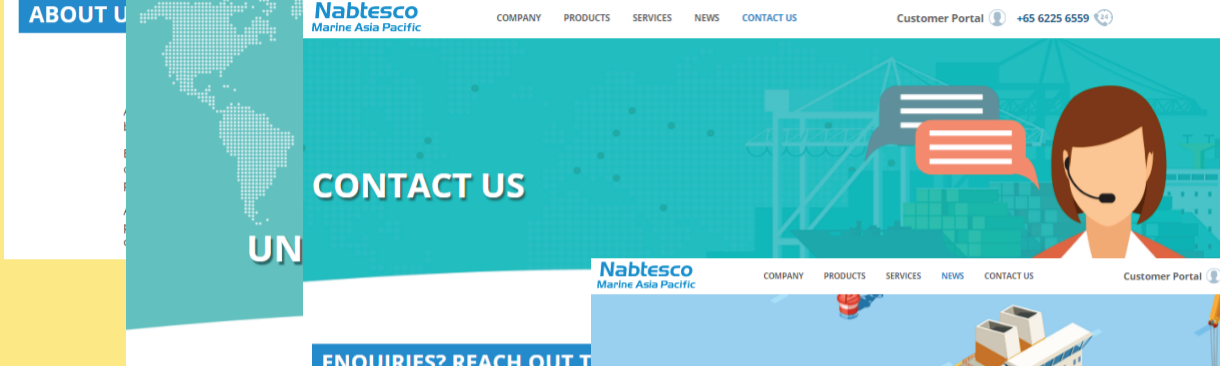 ABOUT U
Nabtesco
Marine Asia Pacific
COMPANY PRODUCTS SERVICES NEWS CONTACT US
Customer Portal +65 6225 6559 24
CONTACT US
UN
Nabtesco
Marine Asia Pacific
COMPANY PRODUCTS SERVICES NEWS CONTACT US
Customer Portal
ENQUIRIES? REACH OUT T